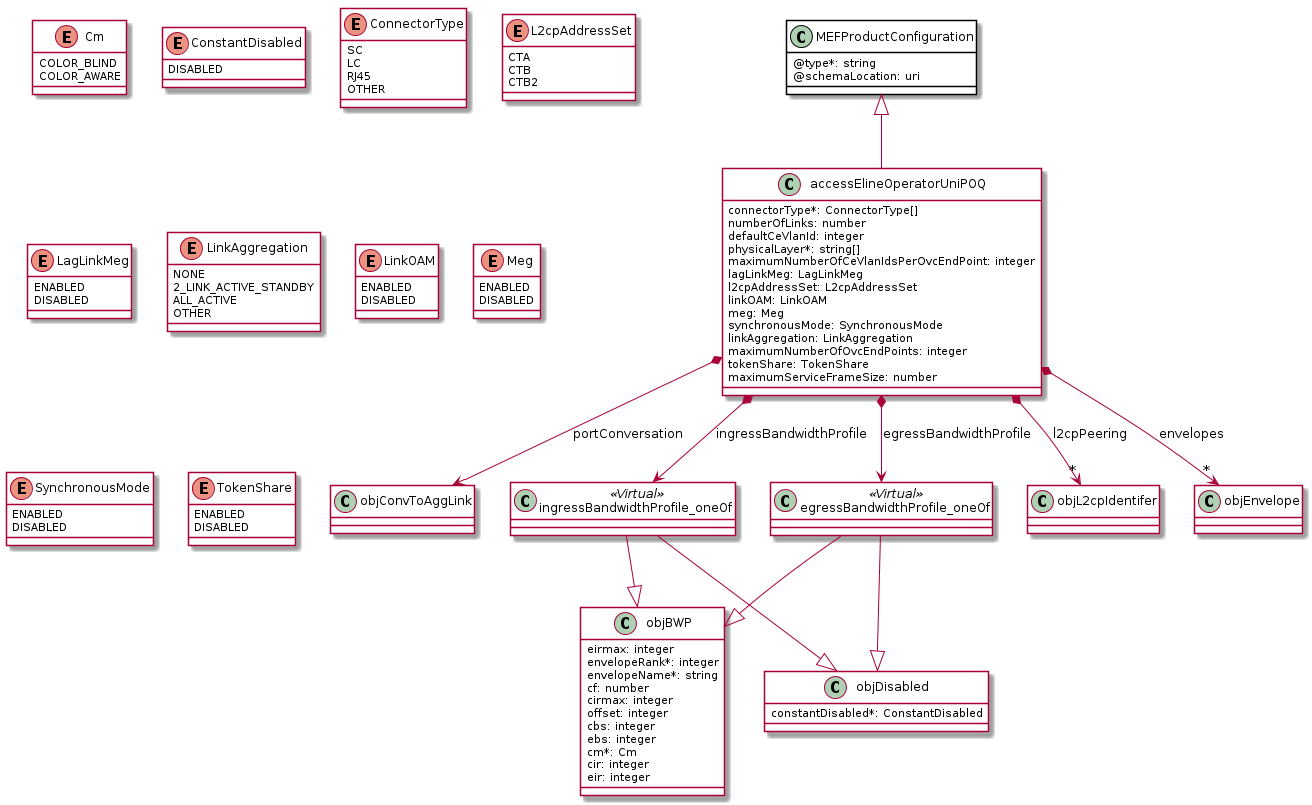 E Cm
COLOR_BLIND
COLOR_AWARE
E ConstantDisabled
DISABLED
E ConnectorType
SC
LC
RJ45
OTHER
E L2cpAddressSet
CTA
CTB
CTB2
C MEFProductConfiguration
@type*: string
@schemaLocation: uri
E LagLinkMeg
ENABLED
DISABLED
E LinkAggregation
NONE
2_LINK_ACTIVE_STANDBY
ALL_ACTIVE
OTHER
E LinkOAM
ENABLED
DISABLED
E Meg
ENABLED
DISABLED
C accessElineOperatorUniPOQ
connectorType*: ConnectorType[]
numberOfLinks: number
defaultCeVlanId: integer
physicalLayer*: string[]
maximumNumberOfCeVlanIdsPerOvcEndPoint: integer
lagLinkMeg: LagLinkMeg
l2cpAddressSet: L2cpAddressSet
linkOAM: LinkOAM
meg: Meg
synchronousMode: SynchronousMode
linkAggregation: LinkAggregation
maximumNumberOfOvcEndPoints: integer
tokenShare: TokenShare
maximumServiceFrameSize: number
portConversation
ingressBandwidthProfile
egressBandwidthProfile
l2cpPeering
envelopes
*
*
E SynchronousMode
ENABLED
DISABLED
E TokenShare
ENABLED
DISABLED
C objConvToAggLink
«Virtual»
C ingressBandwidthProfile_oneOf
«Virtual»
C egressBandwidthProfile_oneOf
C objL2cpIdentifer
C objEnvelope
C objBWP
eirmax: integer
envelopeRank*: integer
envelopeName*: string
cf: number
cirmax: integer
offset: integer
cbs: integer
ebs: integer
cm*: Cm
cir: integer
eir: integer
C objDisabled
constantDisabled*: ConstantDisabled